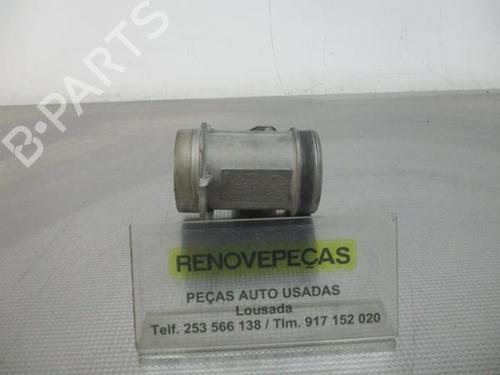 B-PARTS
RENOVEPEÇAS
PEÇAS AUTO USADAS
Lousada
Telf. 253 566 138 / Tlm. 917 152 020